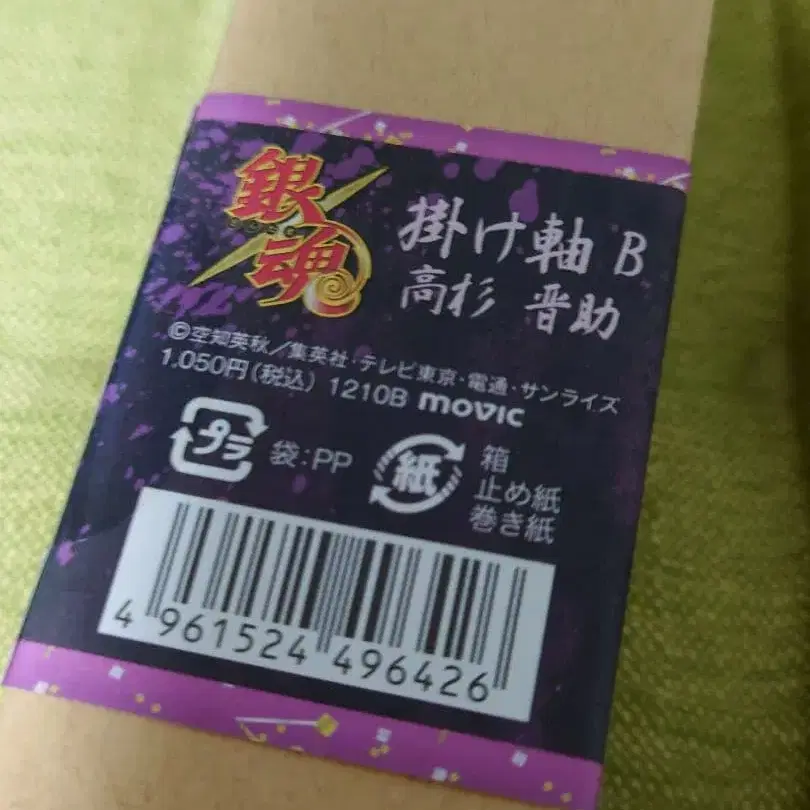 銀魂
掛け軸 B
高杉 晋助
©空知英秋/集英社・テレビ東京・電通・サンライズ
1,050円(税込) 1210B movic
プラ 袋:PP
紙 箱
止め紙
巻き紙
4 961524 496426